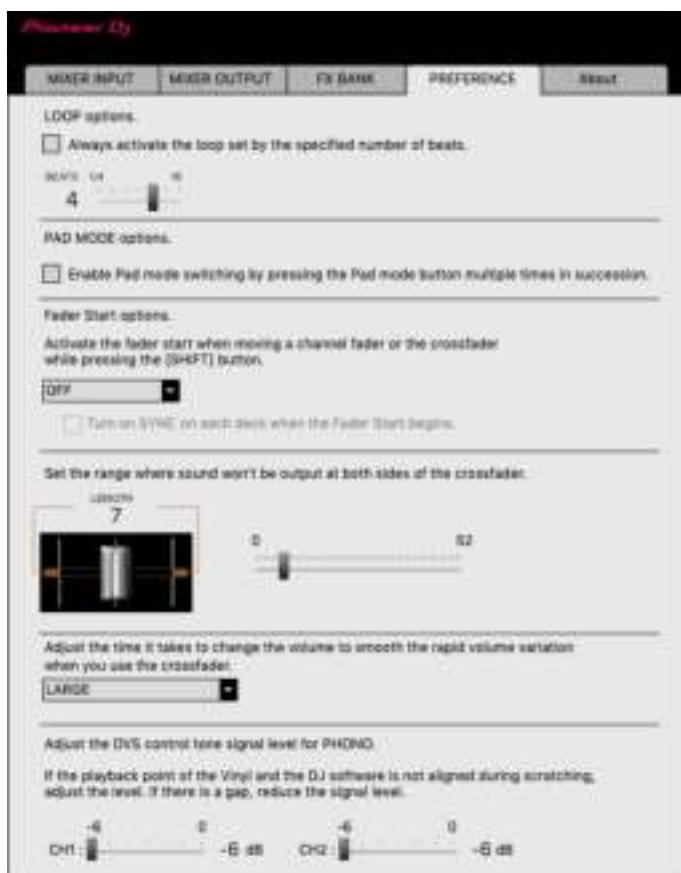 Pioneer Dj
MIXER INPUT MIXER OUTPUT FX BANK PREFERENCE About
LOOP options.
Always activate the loop set by the specified number of beats.
BEATS 1/4 16
4
PAD MODE options.
Enable Pad mode switching by pressing the Pad mode button multiple times in succession.
Fader Start options.
Activate the fader start when moving a channel fader or the crossfader
while pressing the [SHIFT] button.
OFF
Turn on SYNC on each deck when the Fader Start begins.
Set the range where sound won't be output at both sides of the crossfader.
LENGTH
7
0 52
Adjust the time it takes to change the volume to smooth the rapid volume variation
when you use the crossfader.
LARGE
Adjust the DVS control tone signal level for PHONO.
If the playback point of the Vinyl and the DJ software is not aligned during scratching,
adjust the level. If there is a gap, reduce the signal level.
-6 0 -6 0
CH1 : -6 dB CH2 : -6 dB